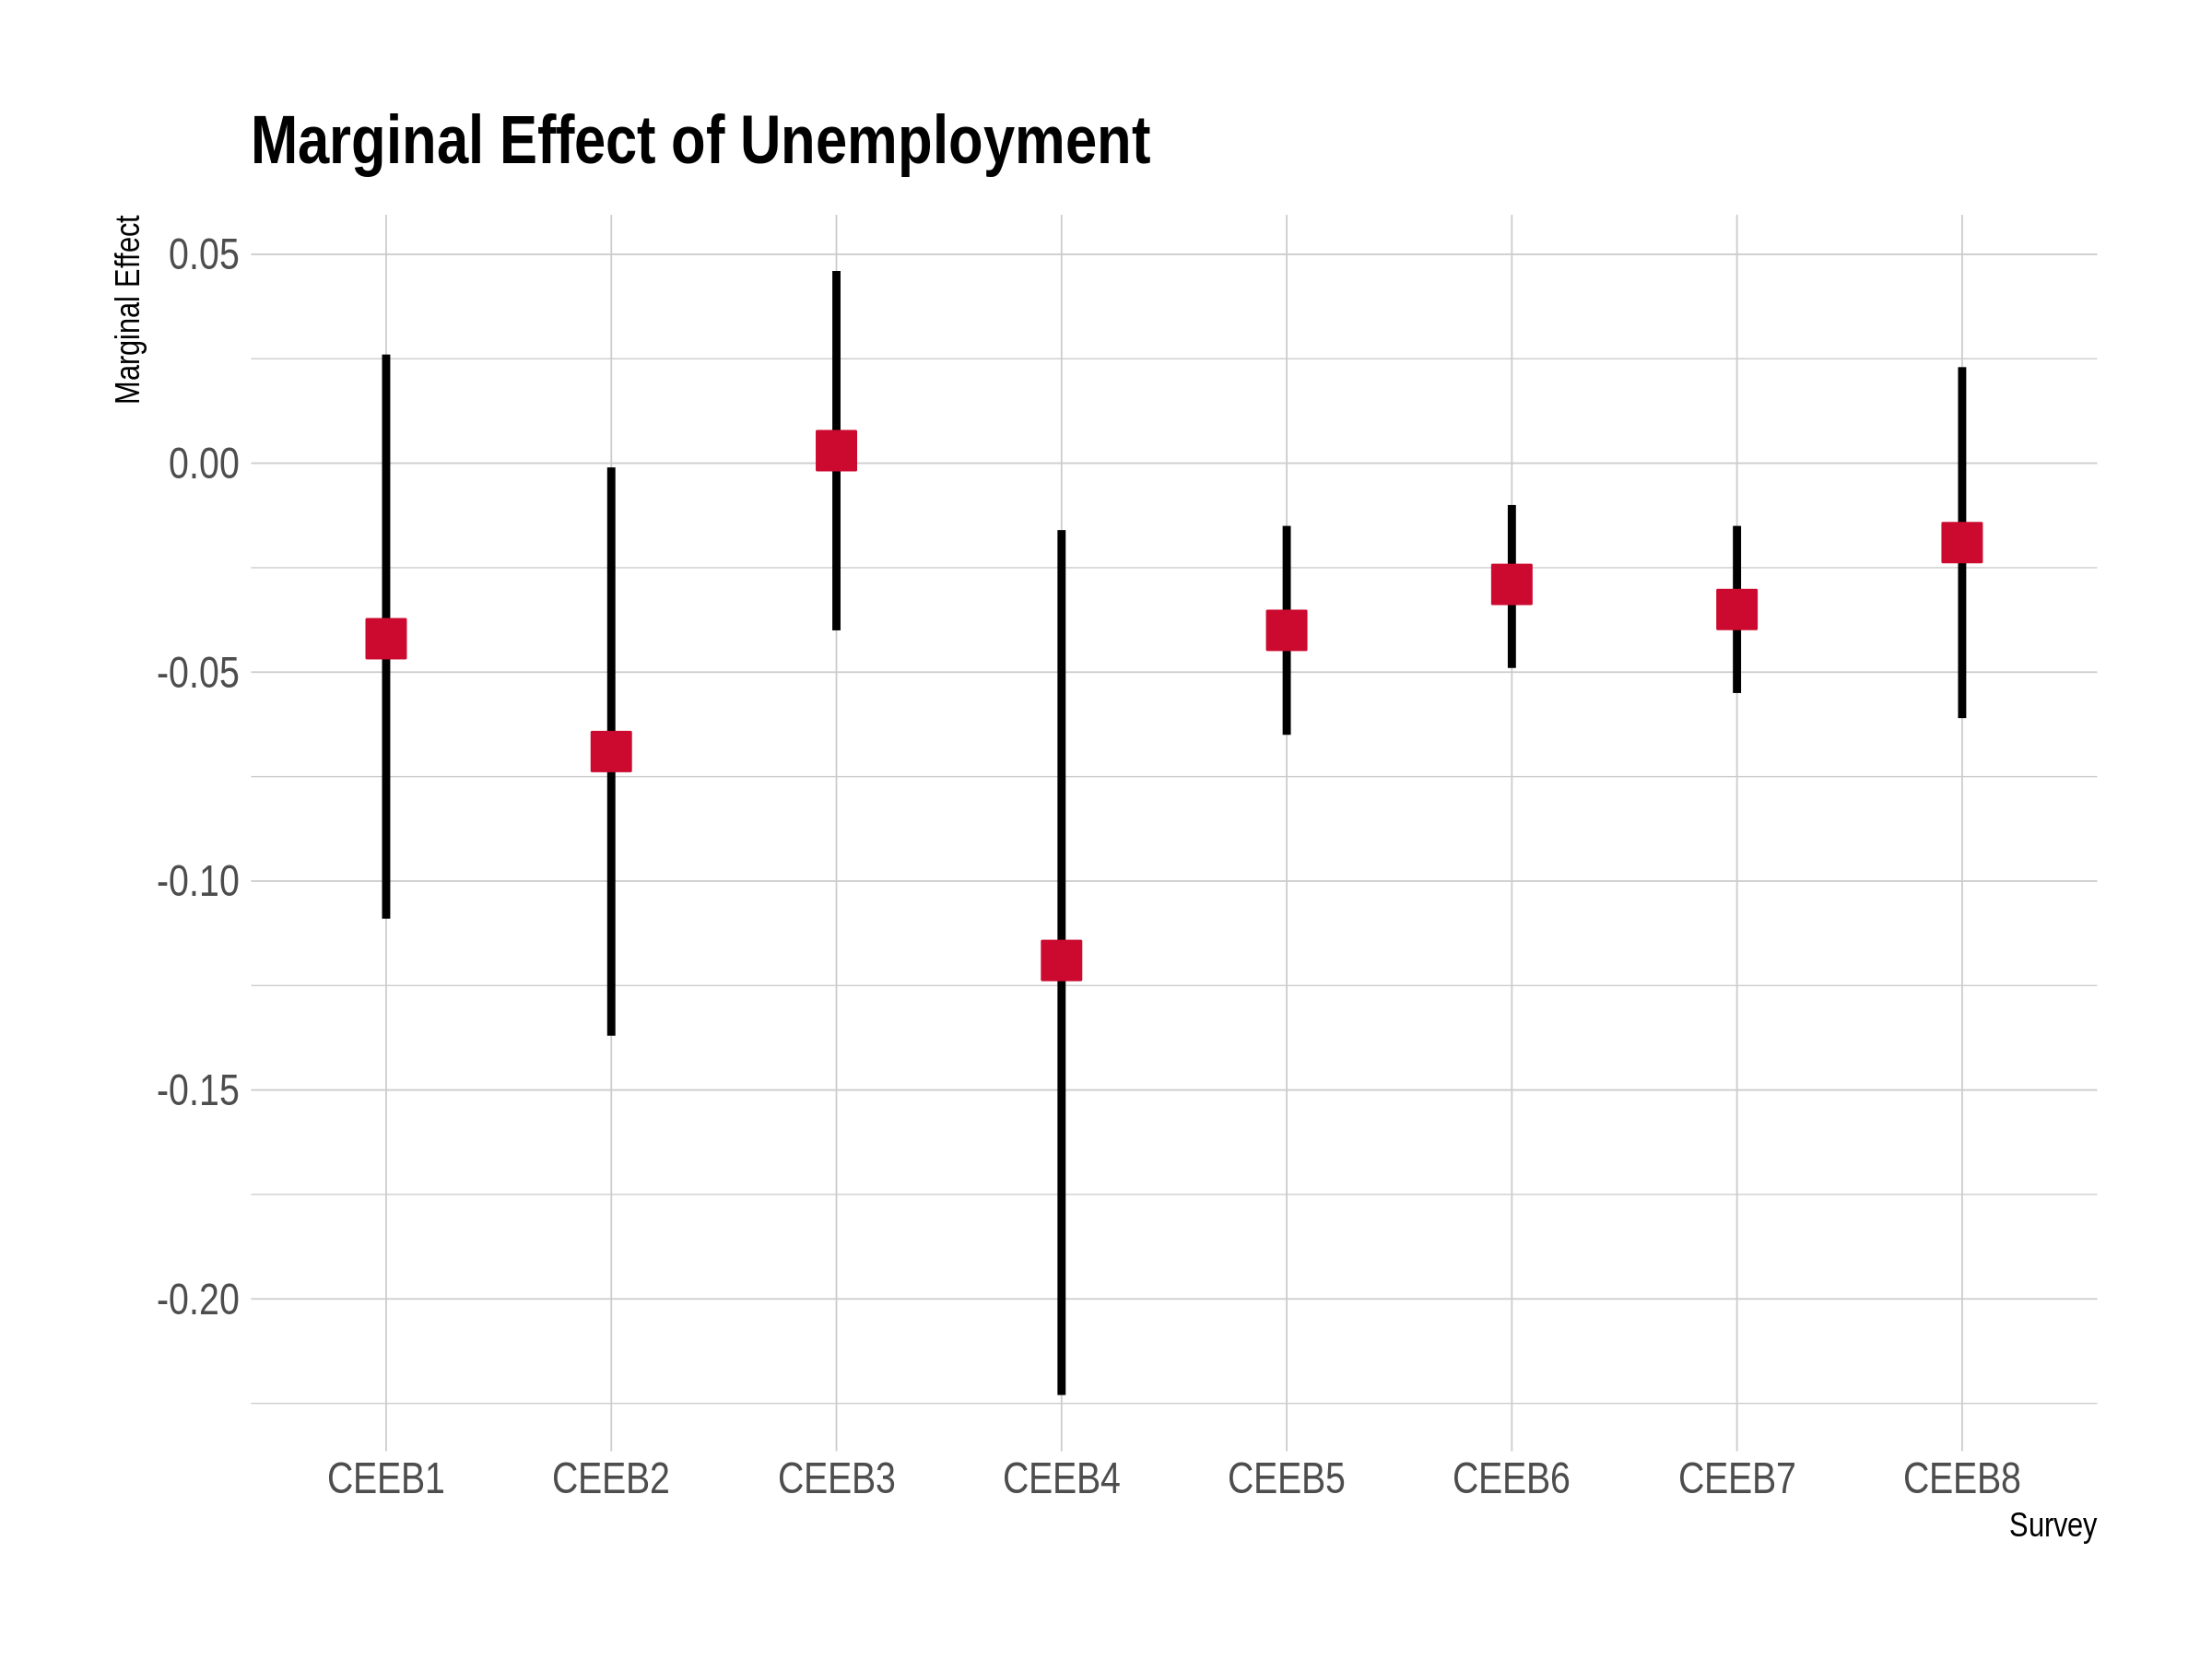 Marginal Effect of Unemployment
Marginal Effect
0.05
0.00
-0.05
-0.10
-0.15
-0.20
CEEB1 CEEB2 CEEB3 CEEB4 CEEB5 CEEB6 CEEB7 CEEB8
Survey